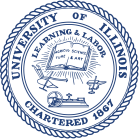 UNIVERSITY OF ILLINOIS
LEARNING & LABOR
CHARTERED 1867